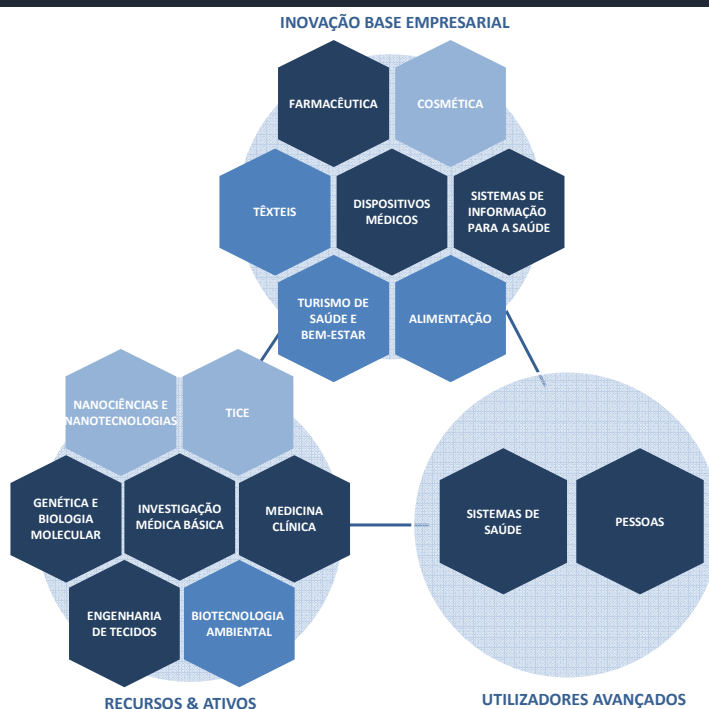 INOVAÇÃO BASE EMPRESARIAL
FARMACÊUTICA
COSMÉTICA
TÊXTEIS
DISPOSITIVOS
MÉDICOS
SISTEMAS DE
INFORMAÇÃO
PARA A SAÚDE
TURISMO DE
SAÚDE E
BEM-ESTAR
ALIMENTAÇÃO
NANOCIÊNCIAS E
NANOTECNOLOGIAS
TICE
GENÉTICA E
BIOLOGIA
MOLECULAR
INVESTIGAÇÃO
MÉDICA BÁSICA
MEDICINA
CLÍNICA
ENGENHARIA
DE TECIDOS
BIOTECNOLOGIA
AMBIENTAL
RECURSOS & ATIVOS
SISTEMAS DE
SAÚDE
PESSOAS
UTILIZADORES AVANÇADOS